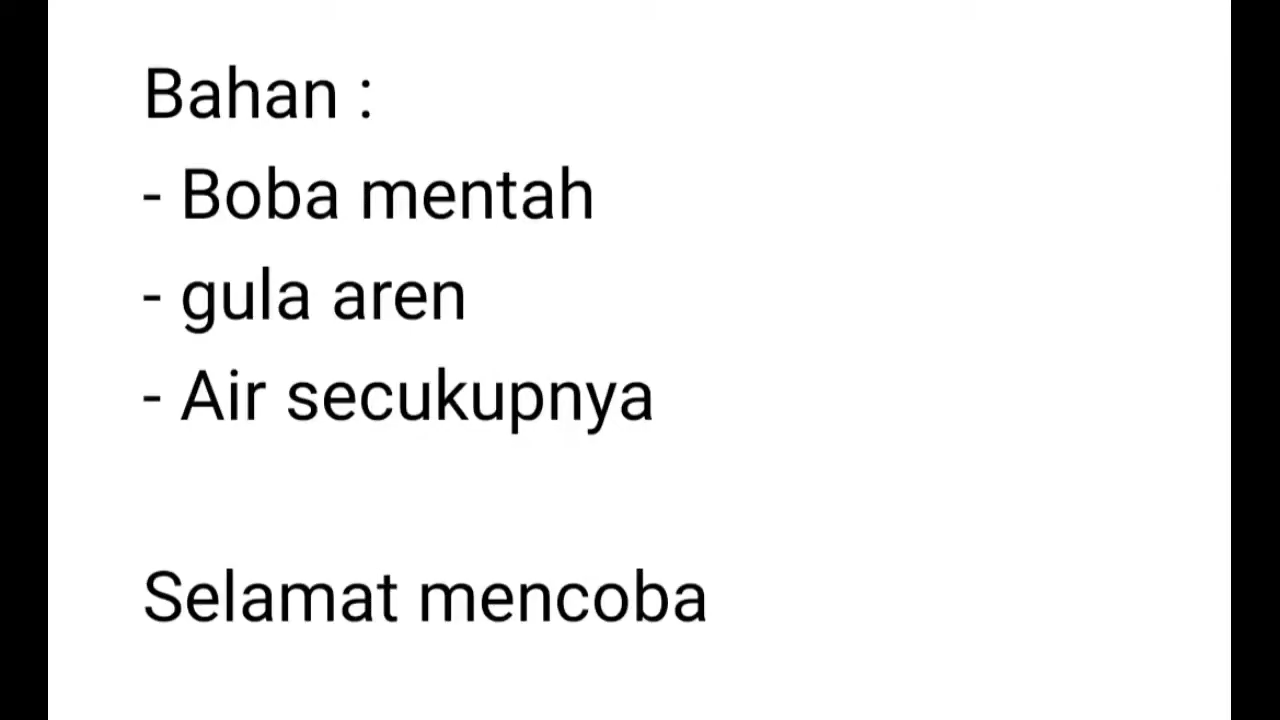 Bahan :
- Boba mentah
- gula aren
- Air secukupnya
Selamat mencoba